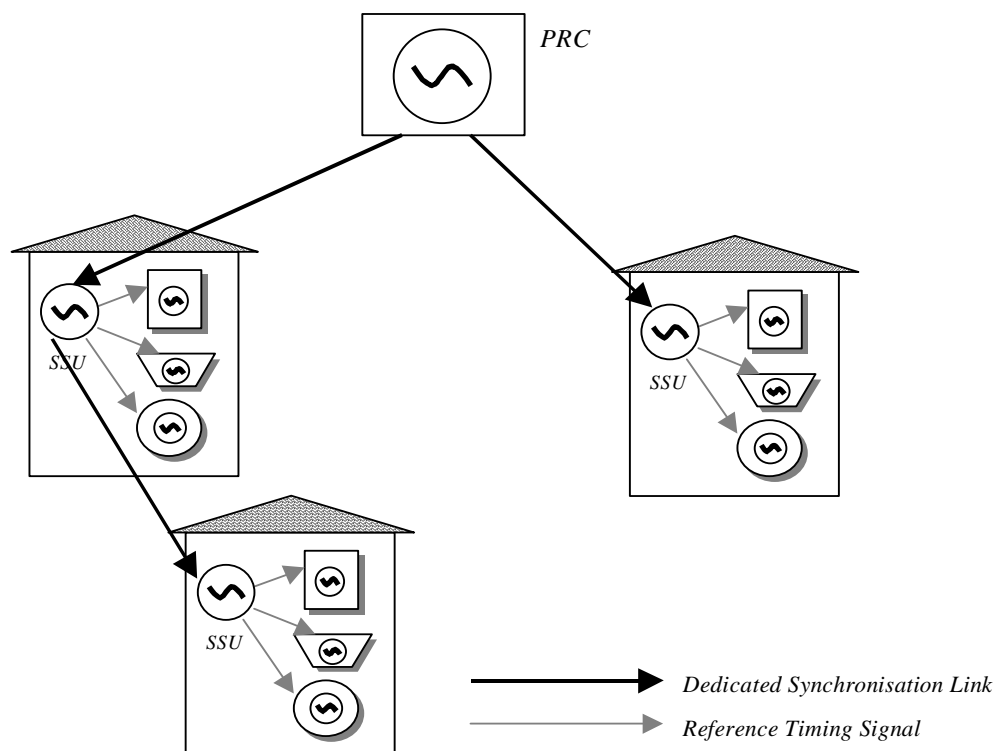 PRC
SSU
SSU
SSU
Dedicated Synchronisation Link
Reference Timing Signal